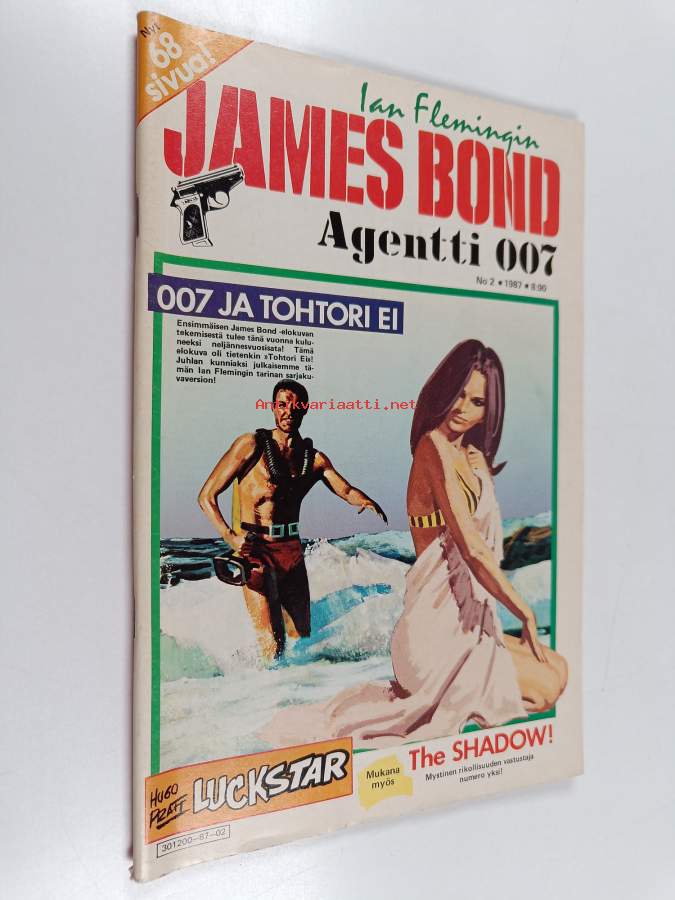 Nyt
68
sivua!
Ian Flemingin
JAMES BOND
Agentti 007
No 2 • 1987 • 8:90
007 JA TOHTORI EI
Ensimmäisen James Bond -elokuvan
tekemisestä tulee tänä vuonna kulu-
neeksi neljännesvuosisata! Tämä
elokuva oli tietenkin »Tohtori Ei»!
Juhlan kunniaksi julkaisemme tä-
män Ian Flemingin tarinan sarjaku-
vaversion!
Antikvariaatti.net
HUGO
PRATT
LUCKSTAR
Mukana
myös
The SHADOW!
Mystinen rikollisuuden vastustaja
numero yksi!
301200-87-02